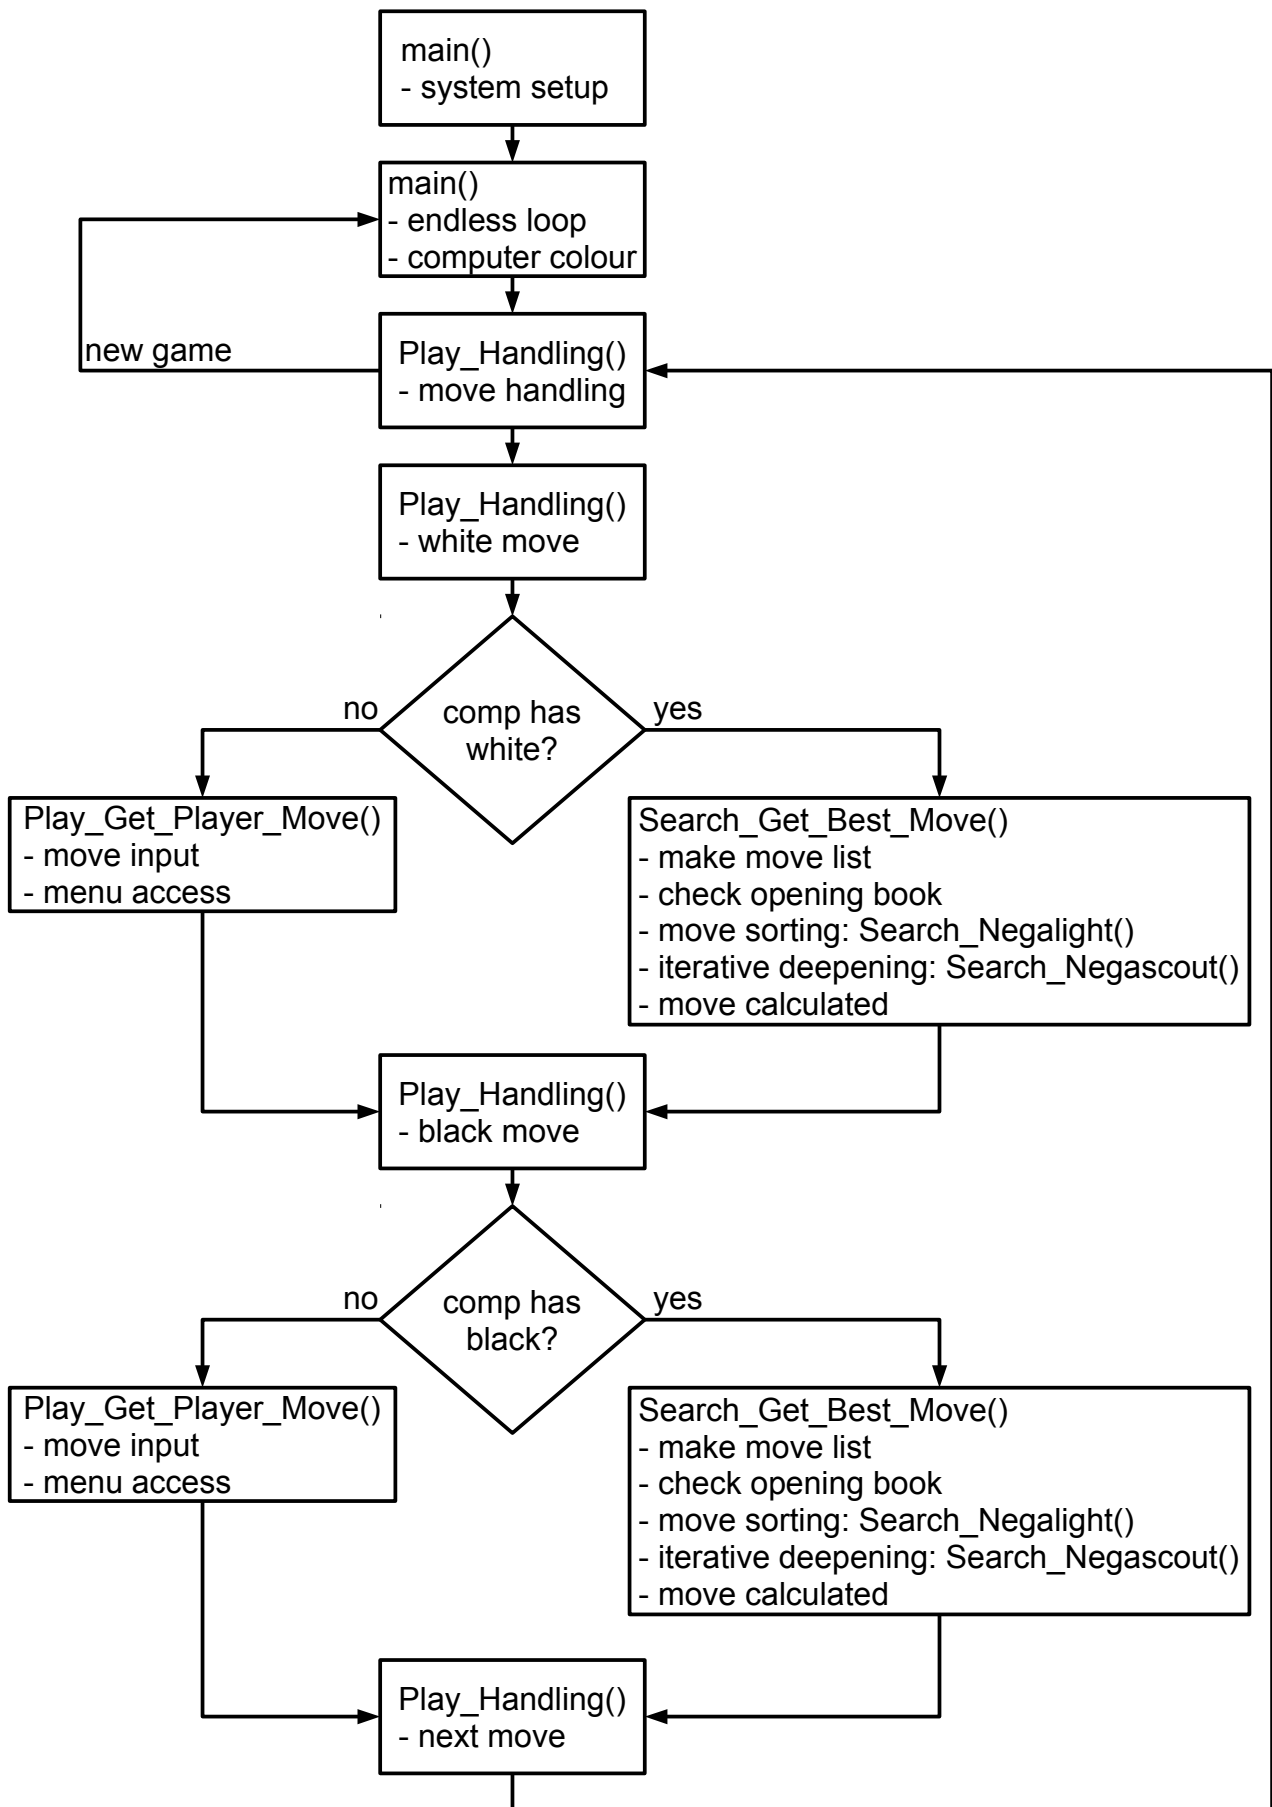 main()
- system setup
main()
- endless loop
- computer colour
new game
Play_Handling()
- move handling
Play_Handling()
- white move
no
comp has
white?
yes
Play_Get_Player_Move()
- move input
- menu access
Search_Get_Best_Move()
- make move list
- check opening book
- move sorting: Search_Negalight()
- iterative deepening: Search_Negascout()
- move calculated
Play_Handling()
- black move
no
comp has
black?
yes
Play_Get_Player_Move()
- move input
- menu access
Search_Get_Best_Move()
- make move list
- check opening book
- move sorting: Search_Negalight()
- iterative deepening: Search_Negascout()
- move calculated
Play_Handling()
- next move